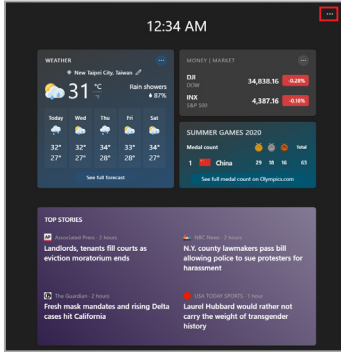 12:34 AM
WEATHER
New Taipei City, Taiwan
31 °C
Rain showers
87%
Today Wed Thu Fri Sat
32° 32° 34° 33° 34°
27° 27° 28° 28° 27°
See full forecast
MONEY | MARKET
DJI
DOW
34,838.16 -0.28%
INX
S&P 500
4,387.16 -0.18%
SUMMER GAMES 2020
Medal count Total
1 China 29 18 16 63
See full medal count on Olympics.com
TOP STORIES
AP Associated Press · 2 hours
Landlords, tenants fill courts as
eviction moratorium ends
NBC News · 2 hours
N.Y. county lawmakers pass bill
allowing police to sue protesters for
harassment
The Guardian · 2 hours
Fresh mask mandates and rising Delta
cases hit California
USA TODAY SPORTS · 1 hour
Laurel Hubbard would rather not
carry the weight of transgender
history